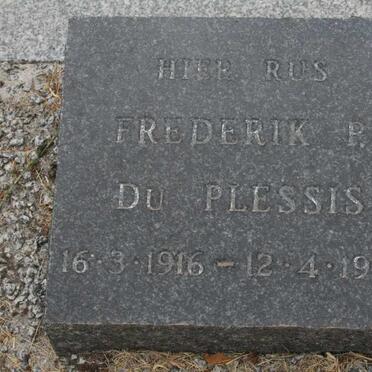 HIER RUS
FREDERIK P.
DU PLESSIS
16·3·1916 – 12·4·19